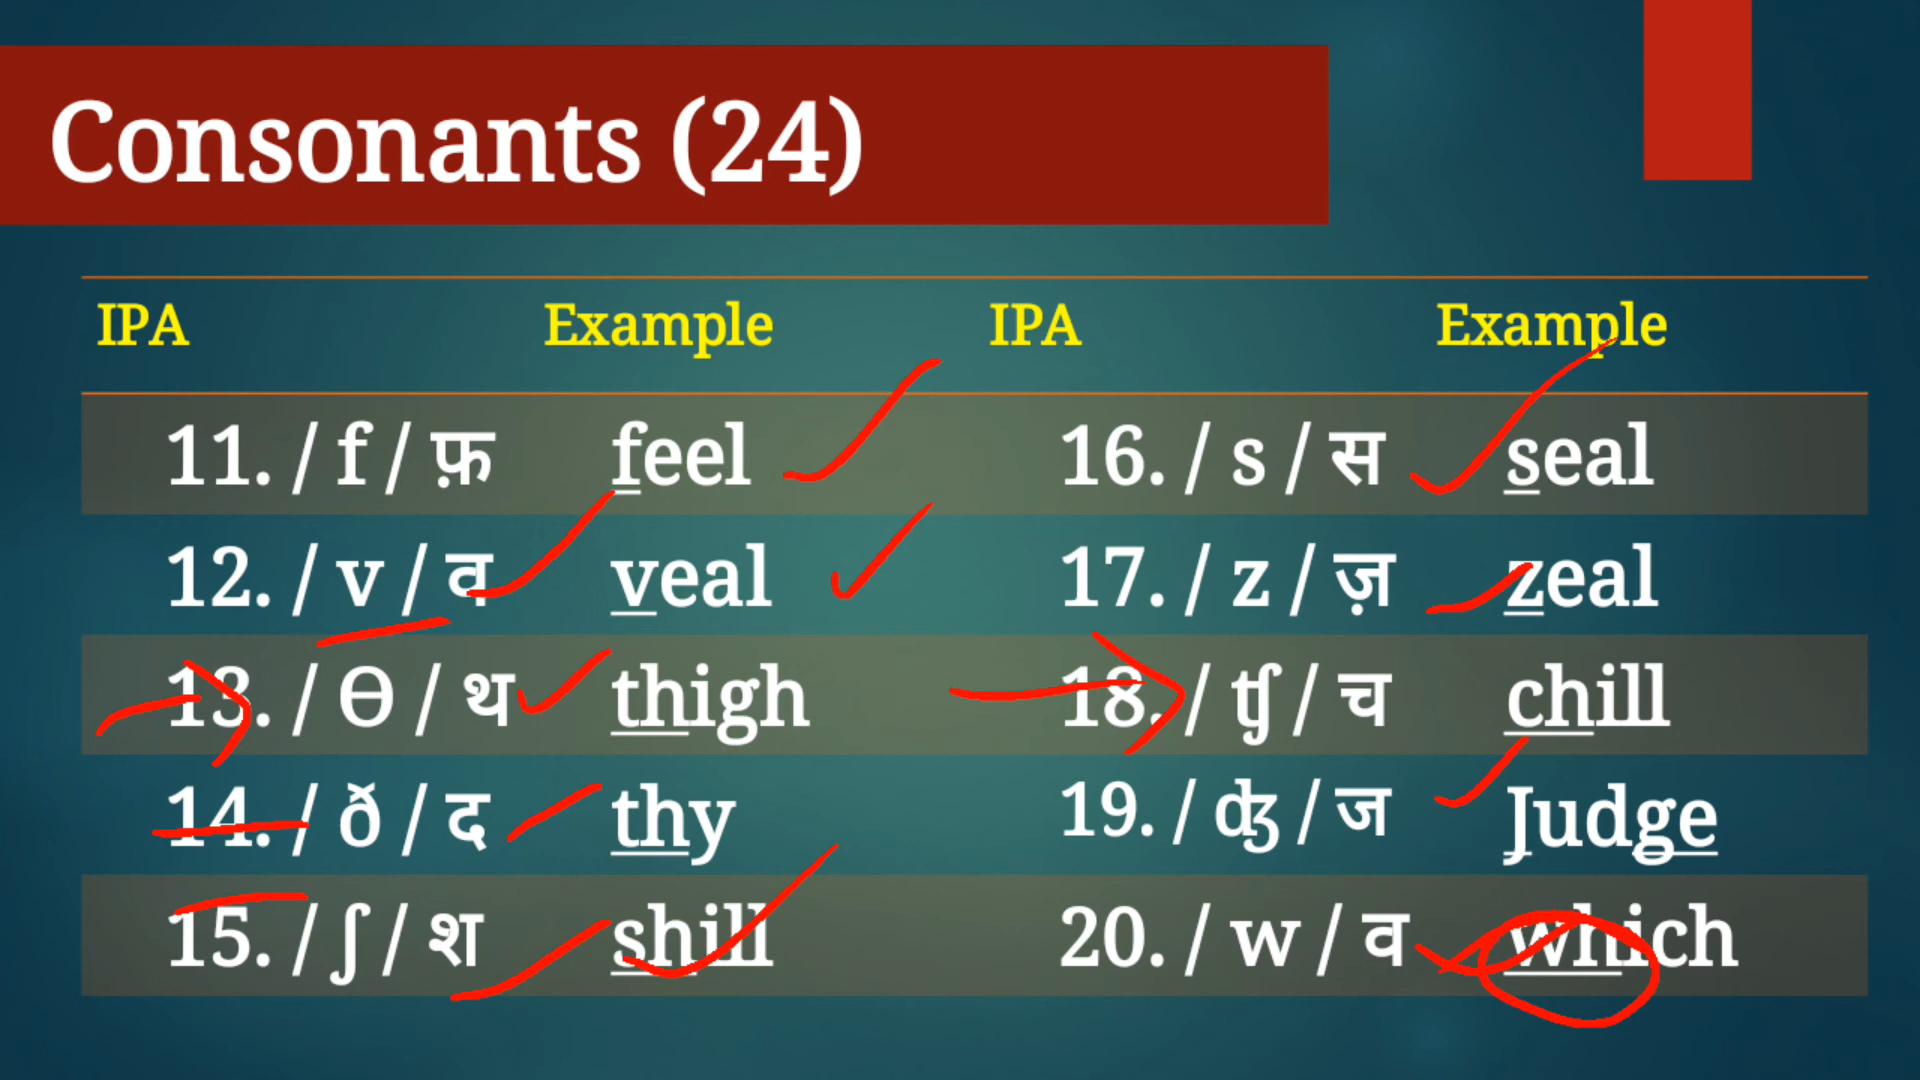 Consonants (24)
IPA Example IPA Example
11. / f / फ़ feel 16. / s / स seal
12. / v / व veal 17. / z / ज़ zeal
13. / Ɵ / थ thigh 18. / ʧ / च chill
14. / ð / द thy 19. / ʤ / ज Judge
15. / ʃ / श shill 20. / w / व which